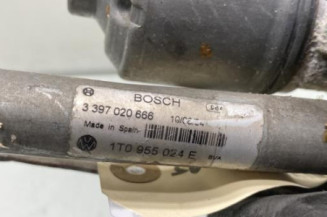 BOSCH
3 397 020 666
Made in Spain
1T0 955 024 E